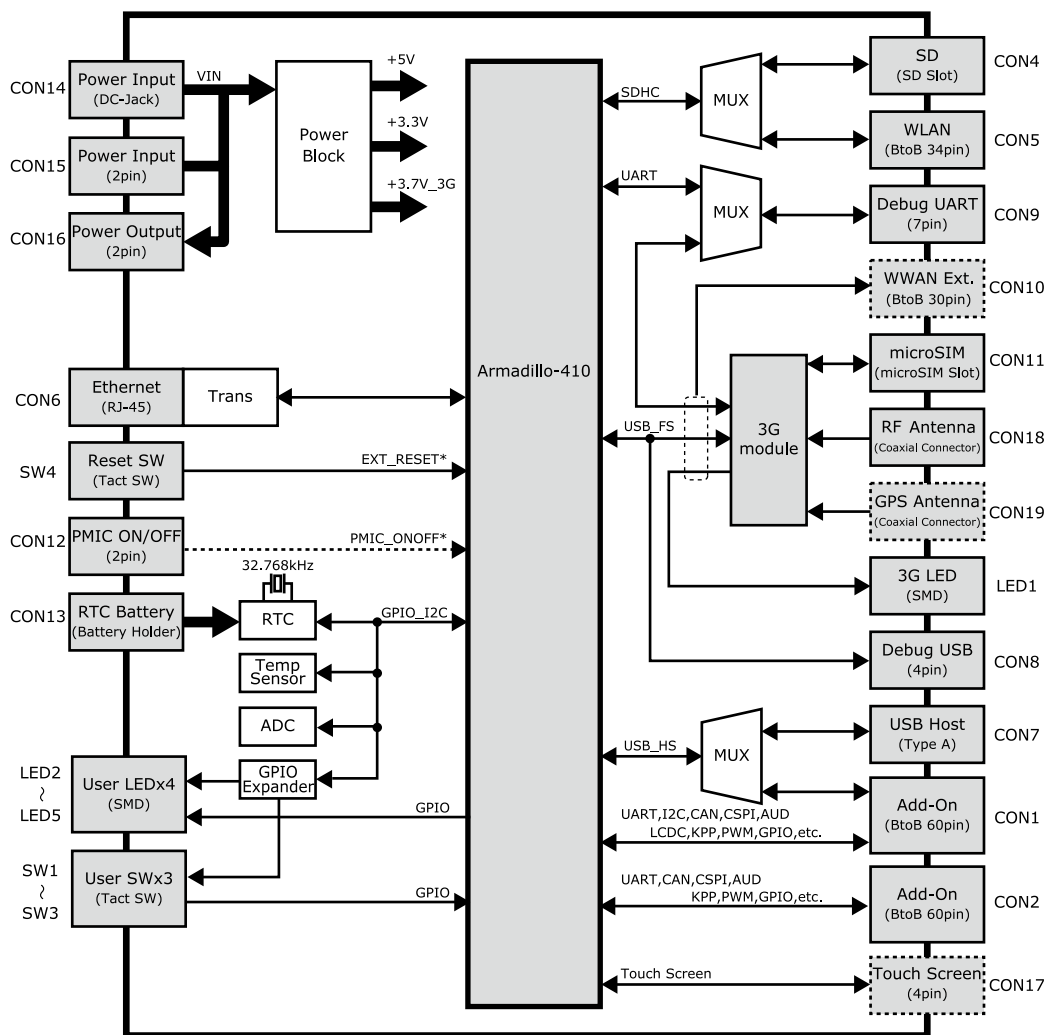 CON14
Power Input
(DC-Jack)
VIN
CON15
Power Input
(2pin)
CON16
Power Output
(2pin)
Power
Block
+5V
+3.3V
+3.7V_3G
CON6
Ethernet
(RJ-45)
Trans
SW4
Reset SW
(Tact SW)
EXT_RESET*
CON12
PMIC ON/OFF
(2pin)
PMIC_ONOFF*
32.768kHz
CON13
RTC Battery
(Battery Holder)
RTC
GPIO_I2C
Temp
Sensor
ADC
GPIO
Expander
LED2
~
LED5
User LEDx4
(SMD)
GPIO
SW1
~
SW3
User SWx3
(Tact SW)
GPIO
Armadillo-410
SDHC
MUX
SD
(SD Slot)
CON4
WLAN
(BtoB 34pin)
CON5
UART
MUX
Debug UART
(7pin)
CON9
WWAN Ext.
(BtoB 30pin)
CON10
microSIM
(microSIM Slot)
CON11
USB_FS
3G
module
RF Antenna
(Coaxial Connector)
CON18
GPS Antenna
(Coaxial Connector)
CON19
3G LED
(SMD)
LED1
Debug USB
(4pin)
CON8
USB_HS
MUX
USB Host
(Type A)
CON7
UART,I2C,CAN,CSPI,AUD
LCDC,KPP,PWM,GPIO,etc.
Add-On
(BtoB 60pin)
CON1
UART,CAN,CSPI,AUD
KPP,PWM,GPIO,etc.
Add-On
(BtoB 60pin)
CON2
Touch Screen
Touch Screen
(4pin)
CON17